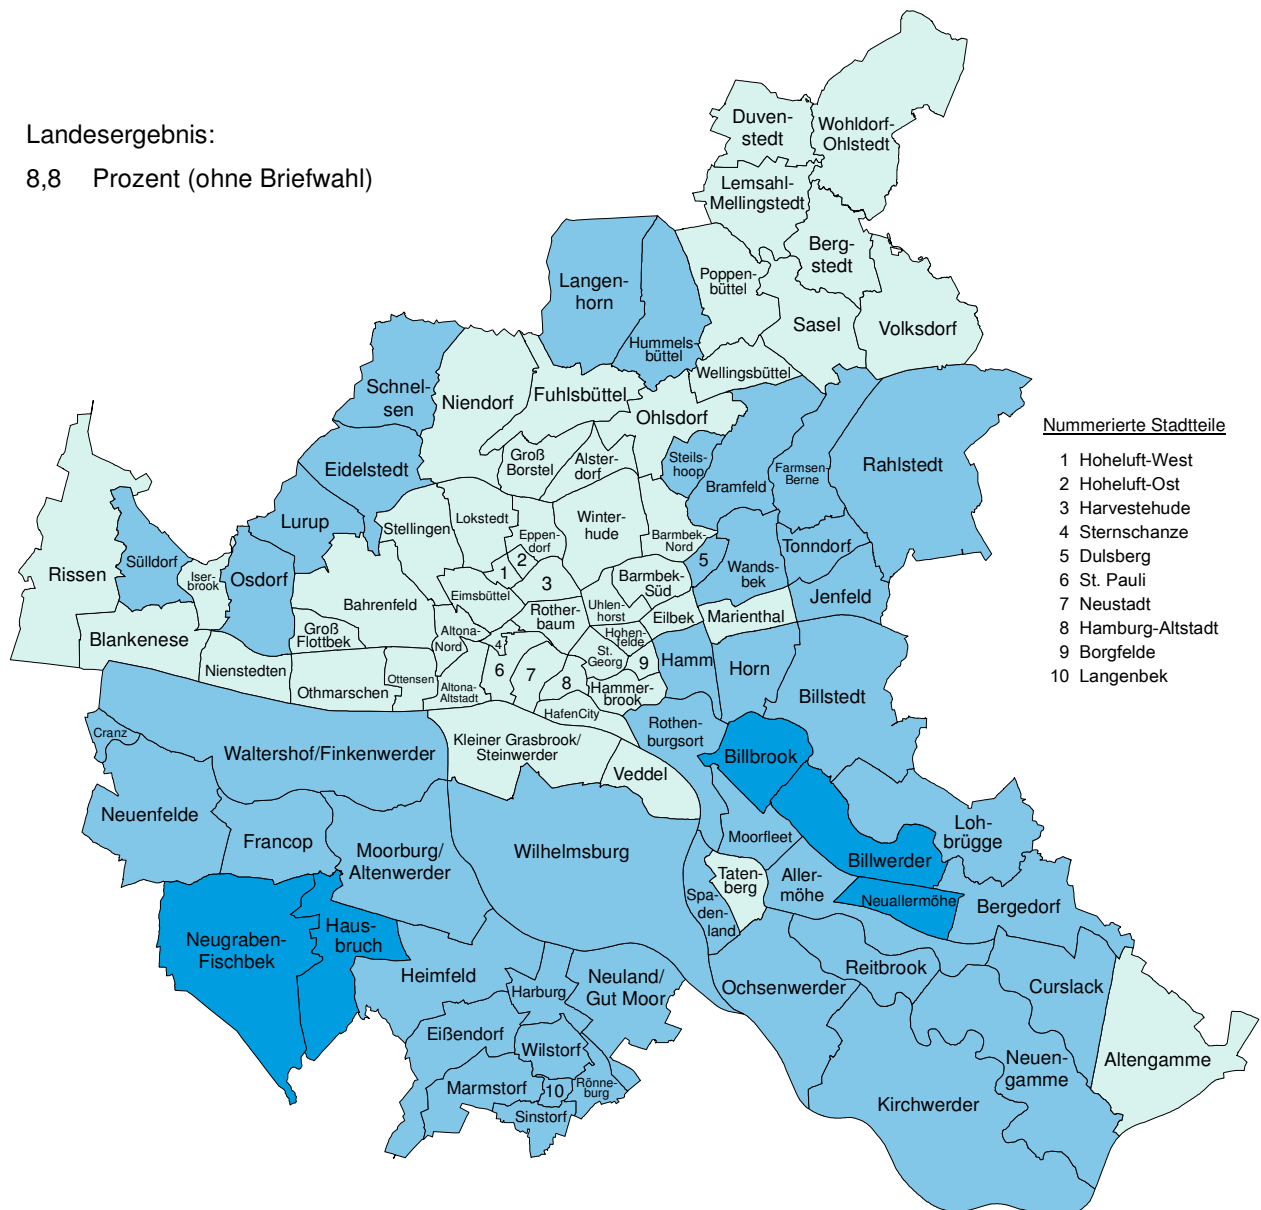 Landesergebnis:
8,8 Prozent (ohne Briefwahl)
Duven-
stedt
Wohldorf-
Ohlstedt
Lemsahl-
Mellingstedt
Berg-
stedt
Poppen-
büttel
Sasel
Volksdorf
Langen-
horn
Hummels-
büttel
Wellingsbüttel
Schnel-
sen
Niendorf
Fuhlsbüttel
Ohlsdorf
Groß
Borstel
Alster-
dorf
Steils-
hoop
Bramfeld
Farmsen-
Berne
Rahlstedt
Eidelstedt
Lurup
Stellingen
Lokstedt
Eppen-
dorf
Winter-
hude
Barmbek-
Nord
5
Wands-
bek
Tonndorf
Jenfeld
Rissen
Sülldorf
Iser-
brook
Osdorf
Bahrenfeld
Groß
Flottbek
Eimsbüttel
1
2
3
Rother-
baum
Uhlen-
horst
Barmbek-
Süd
Eilbek
Marienthal
Blankenese
Nienstedten
Othmarschen
Ottensen
Altona-
Nord
Altona-
Altstadt
4
6
7
8
St.
Georg
Hohen-
felde
9
Hammer-
brook
HafenCity
Hamm
Horn
Billstedt
Cranz
Waltershof/Finkenwerder
Kleiner Grasbrook/
Steinwerder
Veddel
Rothen-
burgsort
Billbrook
Neuenfelde
Francop
Moorburg/
Altenwerder
Wilhelmsburg
Moorfleet
Billwerder
Loh-
brügge
Taten-
berg
Spa-
den-
land
Aller-
möhe
Neuallermöhe
Bergedorf
Neugraben-
Fischbek
Haus-
bruch
Heimfeld
Harburg
Neuland/
Gut Moor
Ochsenwerder
Reitbrook
Curslack
Altengamme
Eißendorf
Wilstorf
Marmstorf
10
Rönne-
burg
Sinstorf
Neuen-
gamme
Kirchwerder
Nummerierte Stadtteile
1 Hoheluft-West
2 Hoheluft-Ost
3 Harvestehude
4 Sternschanze
5 Dulsberg
6 St. Pauli
7 Neustadt
8 Hamburg-Altstadt
9 Borgfelde
10 Langenbek